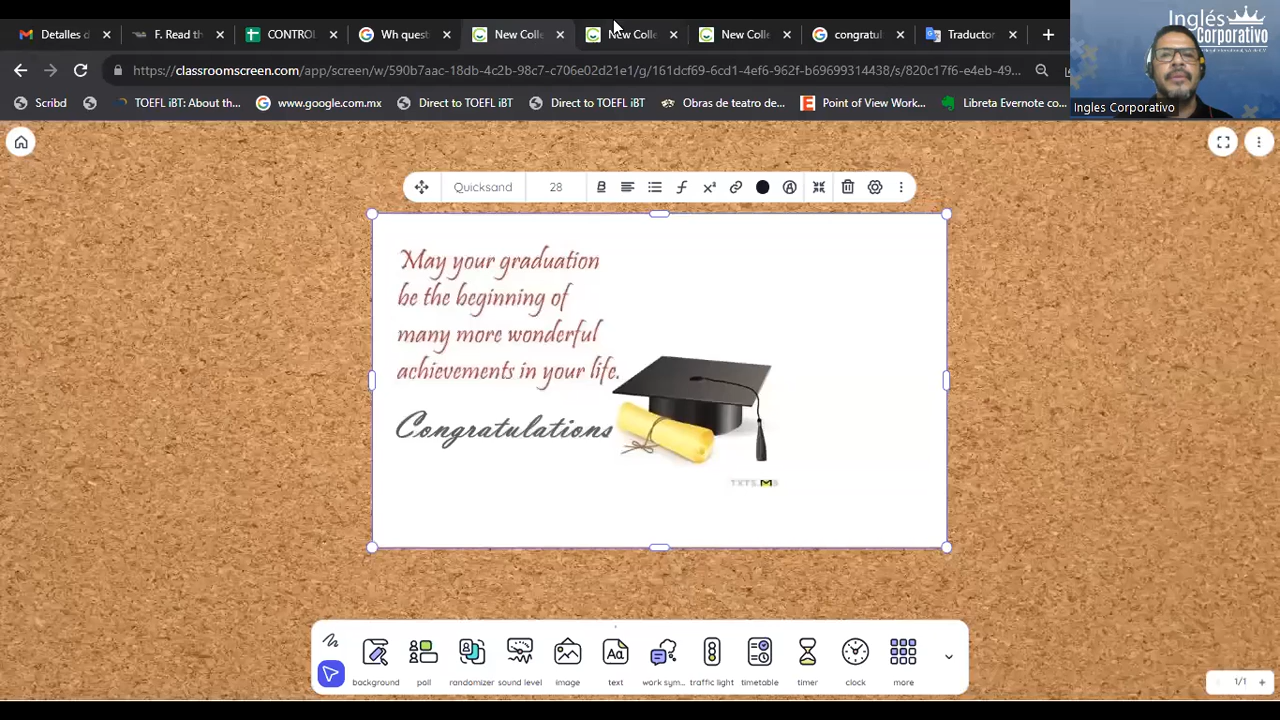 Detalles d
F. Read th
CONTROL
Wh quest
New Colle
New Colle
New Colle
congratul
Traductor
https://classroomscreen.com/app/screen/w/590b7aac-18db-4e2b-98c7-c706e02d21e1/g/161dcf69-6cd1-4ef6-962f-b69699314438/s/820c17f6-e4eb-49...
Scribd
TOEFL iBT: About th...
www.google.com.mx
Direct to TOEFL iBT
Direct to TOEFL iBT
Obras de teatro de...
Point of View Work...
Libreta Evernote co...
Inglés
Corporativo
Ingles Corporativo
Quicksand
28
May your graduation
be the beginning of
many more wonderful
achievements in your life.
Congratulations
background
poll
randomizer
sound level
image
text
work sym...
traffic light
timetable
timer
clock
more
1/1